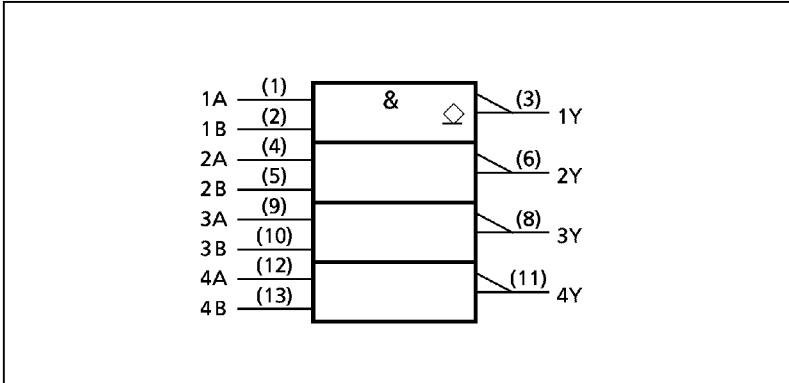 1A (1) & (3) 1Y
1B (2)
2A (4) (6) 2Y
2B (5)
3A (9) (8) 3Y
3B (10)
4A (12) (11) 4Y
4B (13)